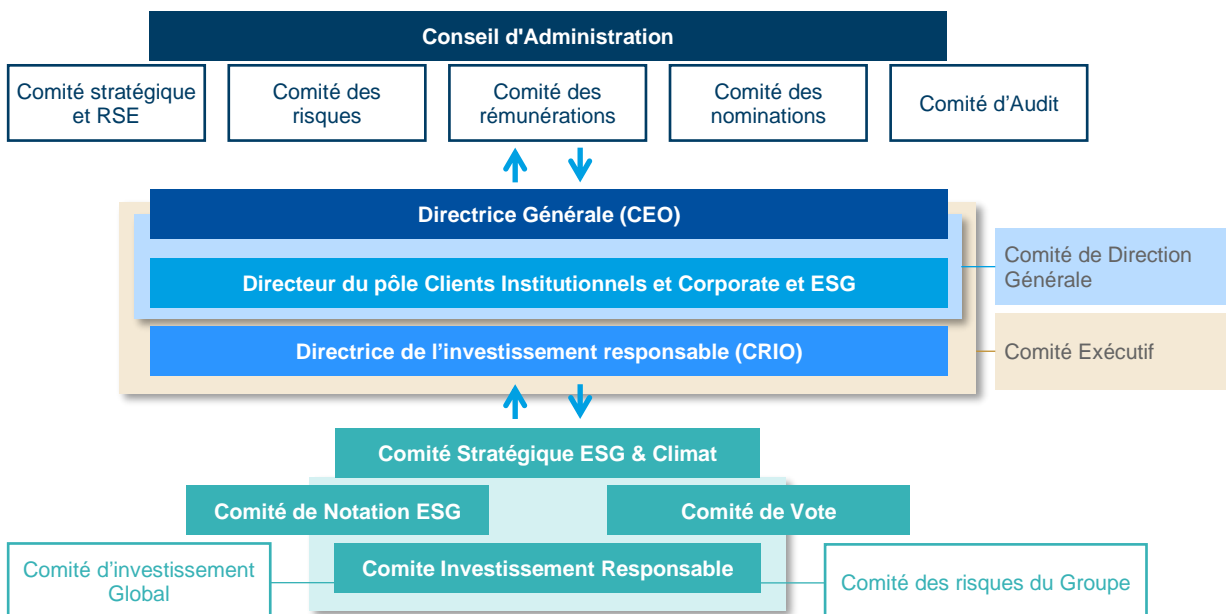 Conseil d'Administration
Comité stratégique
et RSE
Comité des
risques
Comité des
rémunérations
Comité des
nominations
Comité d’Audit
Directrice Générale (CEO)
Directeur du pôle Clients Institutionnels et Corporate et ESG
Comité de Direction
Générale
Directrice de l’investissement responsable (CRIO)
Comité Exécutif
Comité Stratégique ESG & Climat
Comité de Notation ESG
Comité de Vote
Comité d’investissement
Global
Comite Investissement Responsable
Comité des risques du Groupe